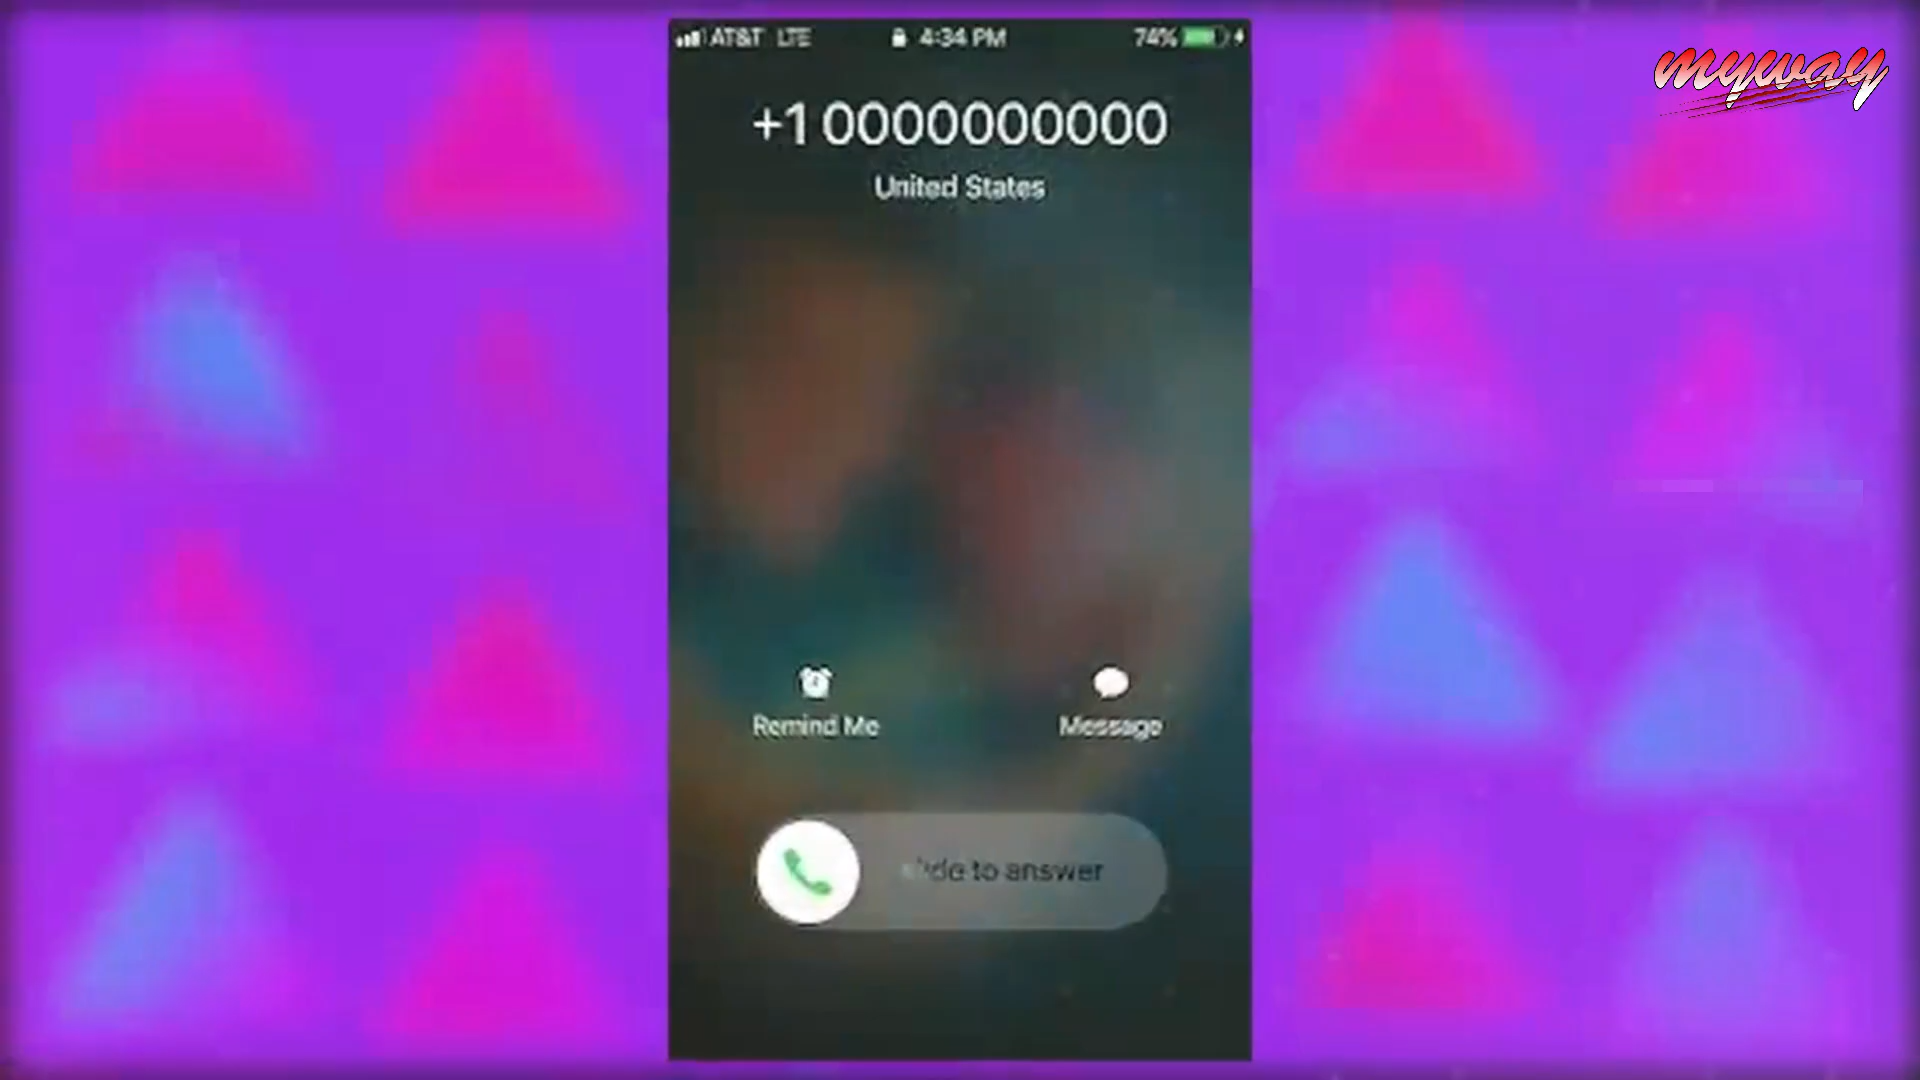 AT&T LTE 4:34 PM 74%
myway
+1 0000000000
United States
Remind Me Message
to answer